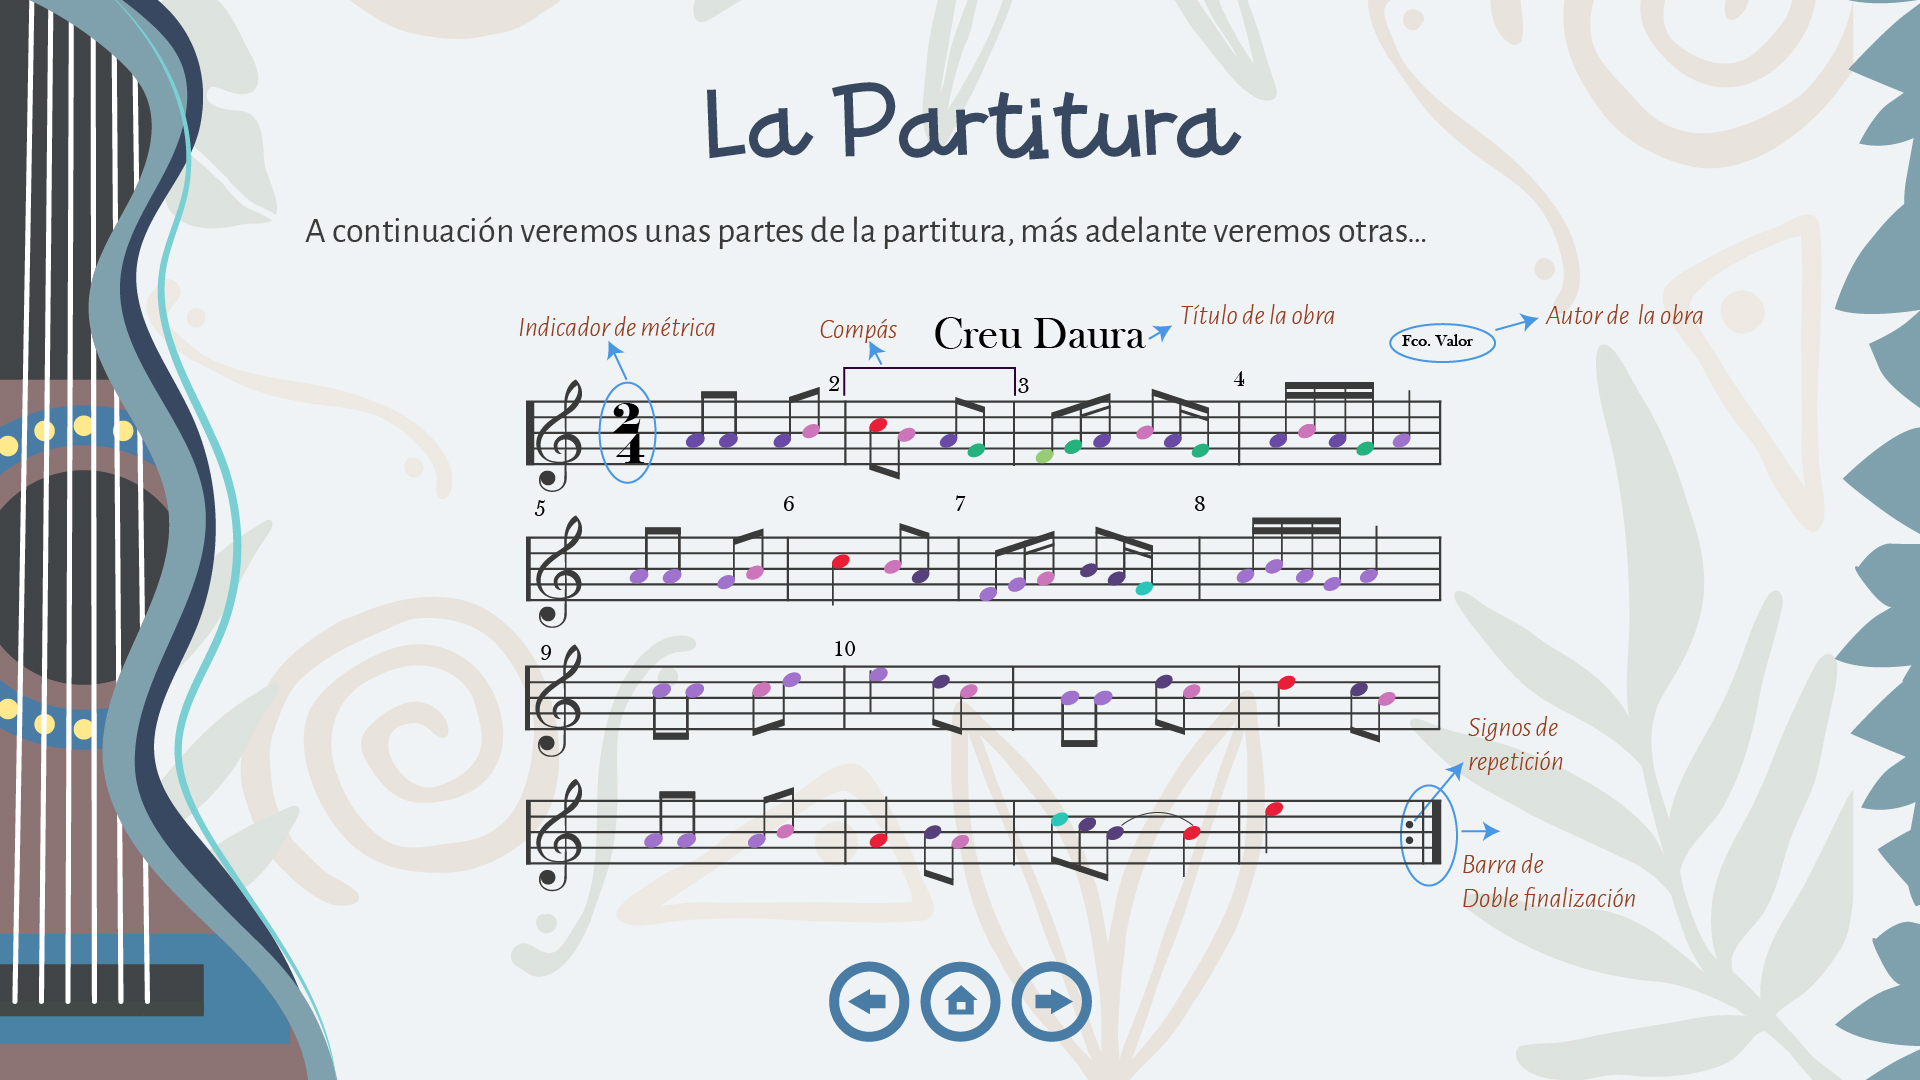 La Partitura
A continuación veremos unas partes de la partitura, más adelante veremos otras...
Indicador de métrica
Compás
Creu Daura
Título de la obra
Fco. Valor
Autor de la obra
2
3
4
2
4
5
6
7
8
9
10
Signos de
repetición
Barra de
Doble finalización